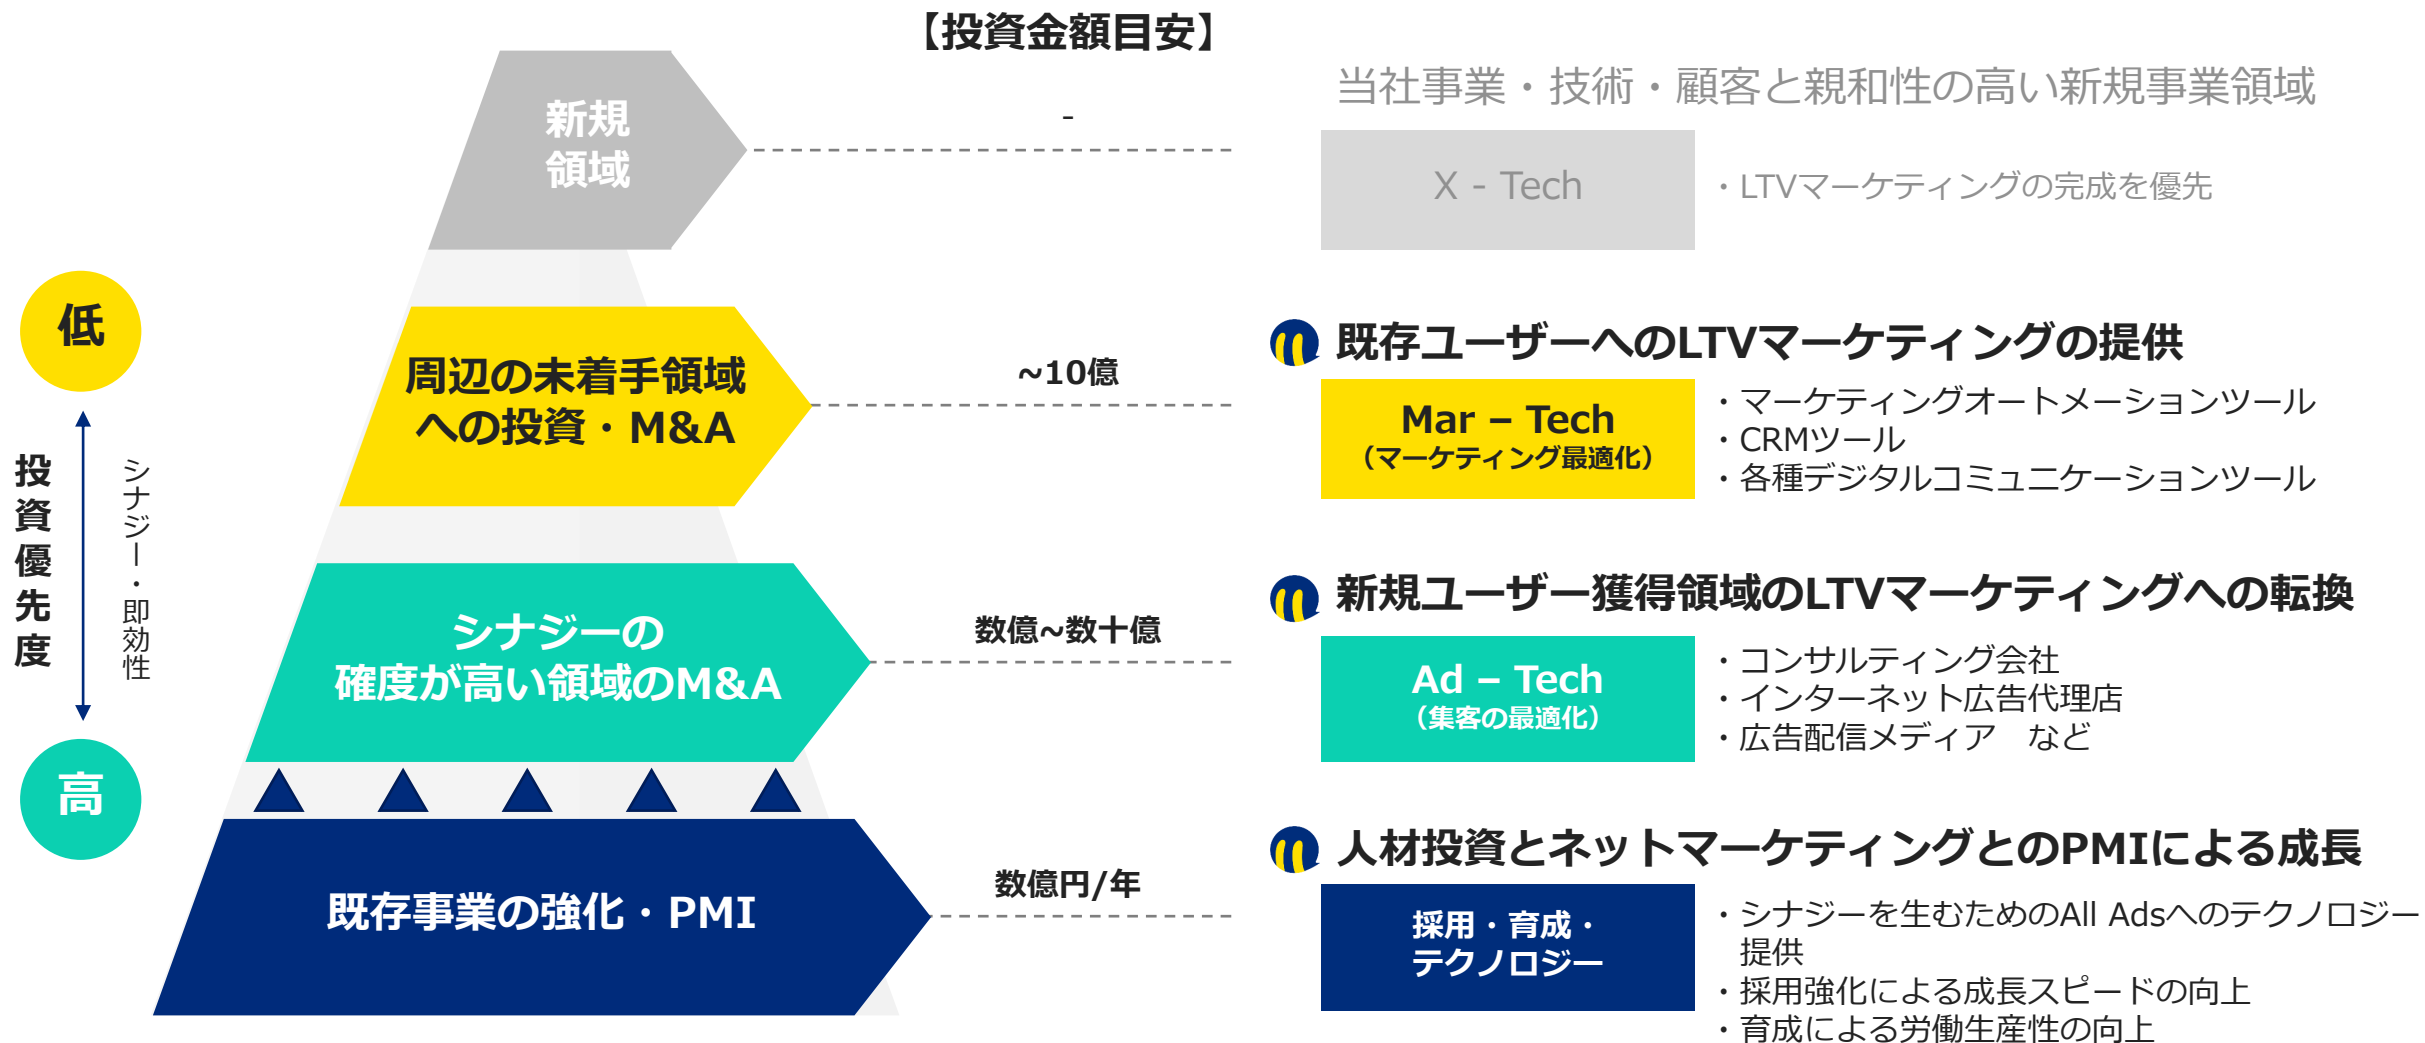 【投資金額目安】
新規
領域
-
当社事業・技術・顧客と親和性の高い新規事業領域
X - Tech
・LTVマーケティングの完成を優先
低
投資優先度
シナジー・即効性
高
周辺の未着手領域
への投資・M&A
~10億
既存ユーザーへのLTVマーケティングの提供
Mar – Tech
（マーケティング最適化）
・マーケティングオートメーションツール
・CRMツール
・各種デジタルコミュニケーションツール
シナジーの
確度が高い領域のM&A
数億~数十億
新規ユーザー獲得領域のLTVマーケティングへの転換
Ad – Tech
（集客の最適化）
・コンサルティング会社
・インターネット広告代理店
・広告配信メディア　など
既存事業の強化・PMI
数億円/年
人材投資とネットマーケティングとのPMIによる成長
採用・育成・
テクノロジー
・シナジーを生むためのAll Adsへのテクノロジー
提供
・採用強化による成長スピードの向上
・育成による労働生産性の向上